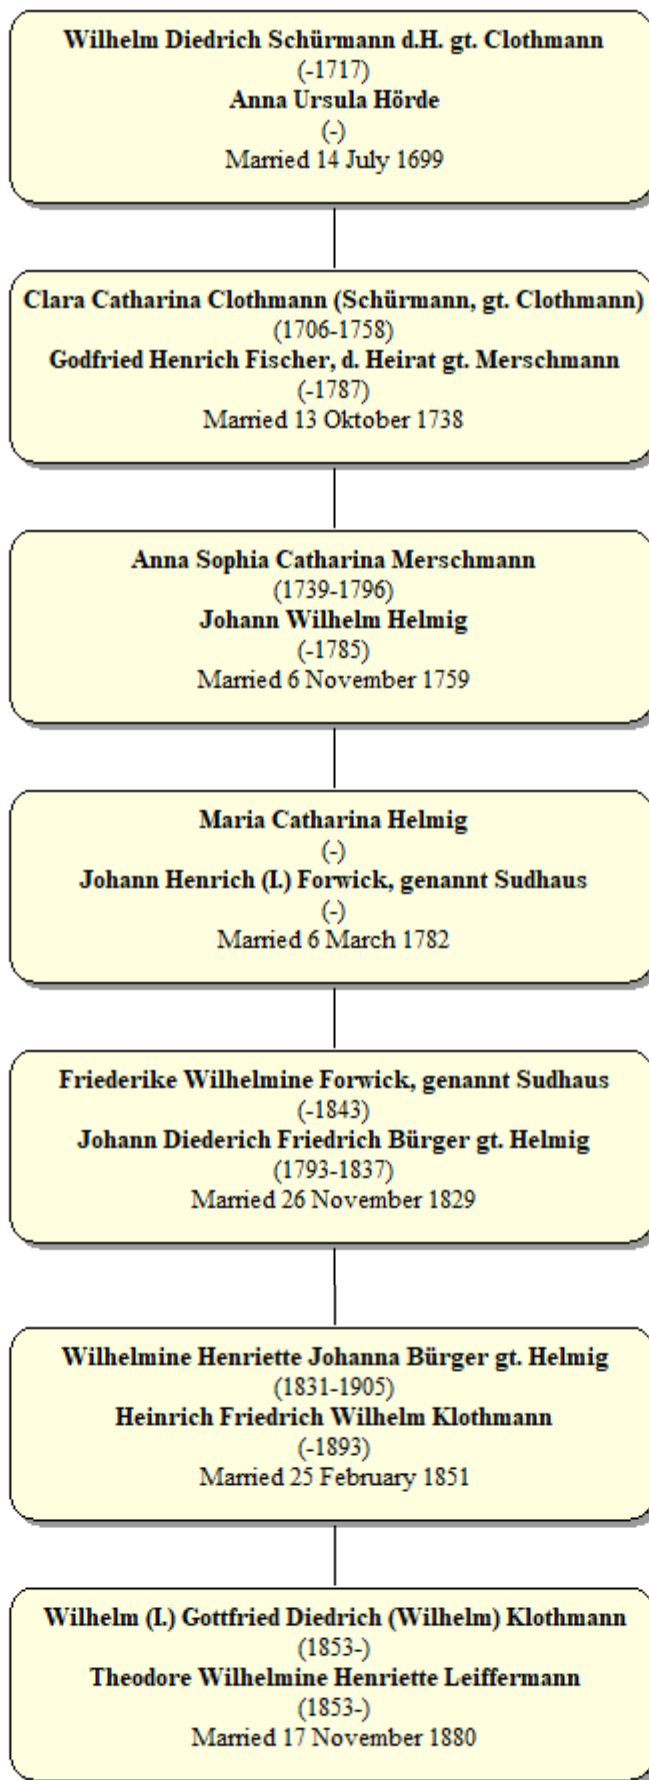 Wilhelm Diedrich Schürmann d.H. gt. Clothmann
(-1717)
Anna Ursula Hörde
(-)
Married 14 July 1699
Clara Catharina Clothmann (Schürmann, gt. Clothmann)
(1706-1758)
Godfried Henrich Fischer, d. Heirat gt. Merschmann
(-1787)
Married 13 Oktober 1738
Anna Sophia Catharina Merschmann
(1739-1796)
Johann Wilhelm Helmig
(-1785)
Married 6 November 1759
Maria Catharina Helmig
(-)
Johann Henrich (I.) Forwick, genannt Sudhaus
(-)
Married 6 March 1782
Friederike Wilhelmine Forwick, genannt Sudhaus
(-1843)
Johann Diederich Friedrich Bürger gt. Helmig
(1793-1837)
Married 26 November 1829
Wilhelmine Henriette Johanna Bürger gt. Helmig
(1831-1905)
Heinrich Friedrich Wilhelm Klothmann
(-1893)
Married 25 February 1851
Wilhelm (I.) Gottfried Diedrich (Wilhelm) Klothmann
(1853-)
Theodore Wilhelmine Henriette Leiffermann
(1853-)
Married 17 November 1880